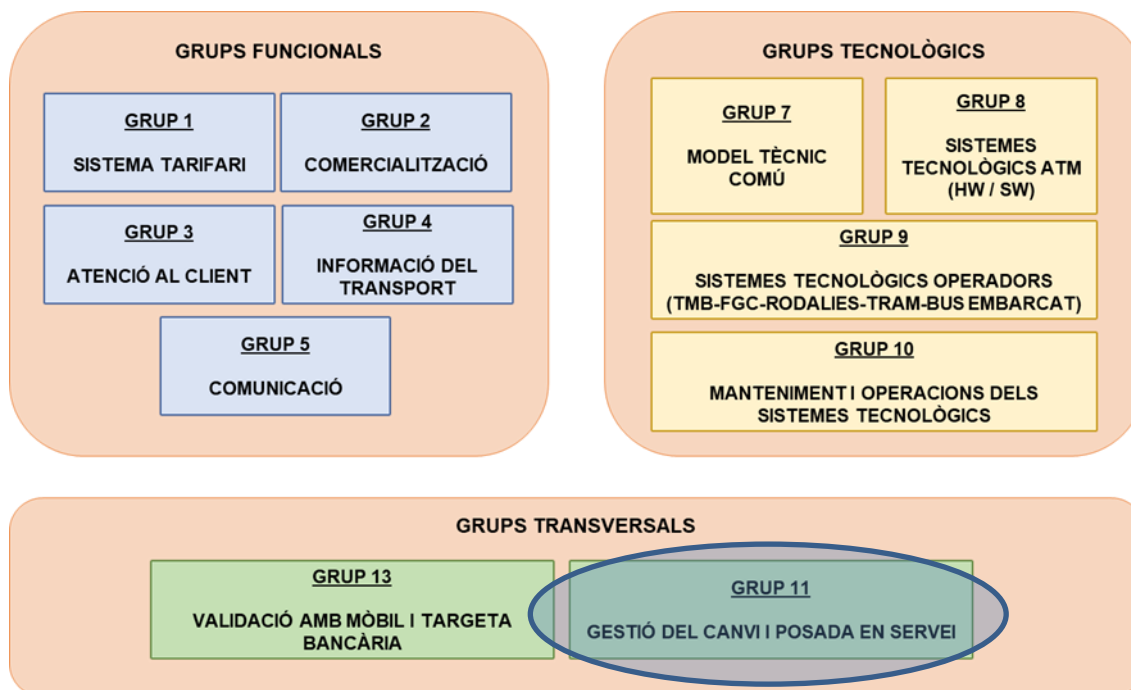 GRUPS FUNCIONALS
GRUP 1
SISTEMA TARIFARI
GRUP 2
COMERCIALITZACIÓ
GRUP 3
ATENCIÓ AL CLIENT
GRUP 4
INFORMACIÓ DEL
TRANSPORT
GRUP 5
COMUNICACIÓ
GRUPS TECNOLÒGICS
GRUP 7
MODEL TÈCNIC
COMÚ
GRUP 8
SISTEMES
TECNOLÒGICS ATM
(HW / SW)
GRUP 9
SISTEMES TECNOLÒGICS OPERADORS
(TMB-FGC-RODALIES-TRAM-BUS EMBARCAT)
GRUP 10
MANTENIMENT I OPERACIONS DELS
SISTEMES TECNOLÒGICS
GRUPS TRANSVERSALS
GRUP 13
VALIDACIÓ AMB MÒBIL I TARGETA
BANCÀRIA
GRUP 11
GESTIÓ DEL CANVI I POSADA EN SERVEI